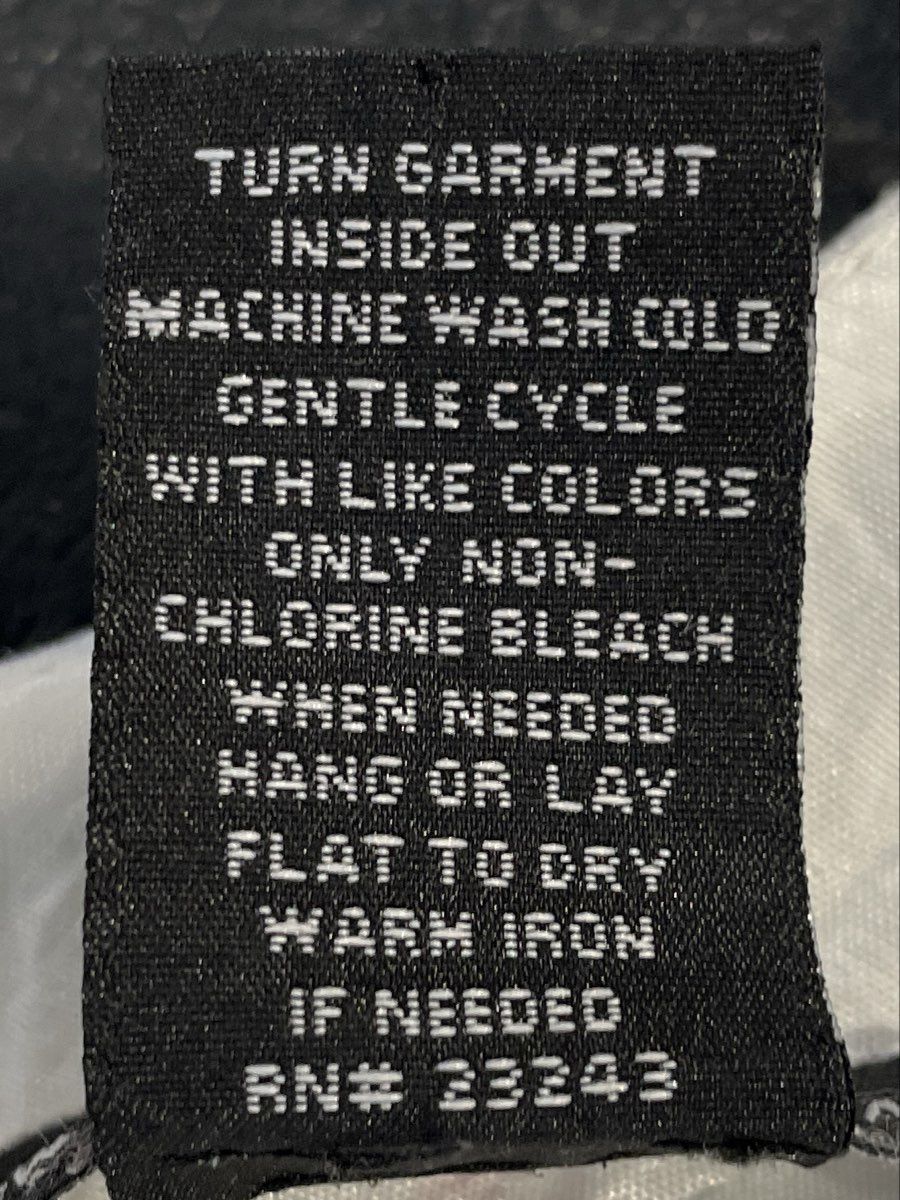 TURN GARMENT
INSIDE OUT
MACHINE WASH COLD
GENTLE CYCLE
WITH LIKE COLORS
ONLY NON-
CHLORINE BLEACH
WHEN NEEDED
HANG OR LAY
FLAT TO DRY
WARM IRON
IF NEEDED
RN# 23243